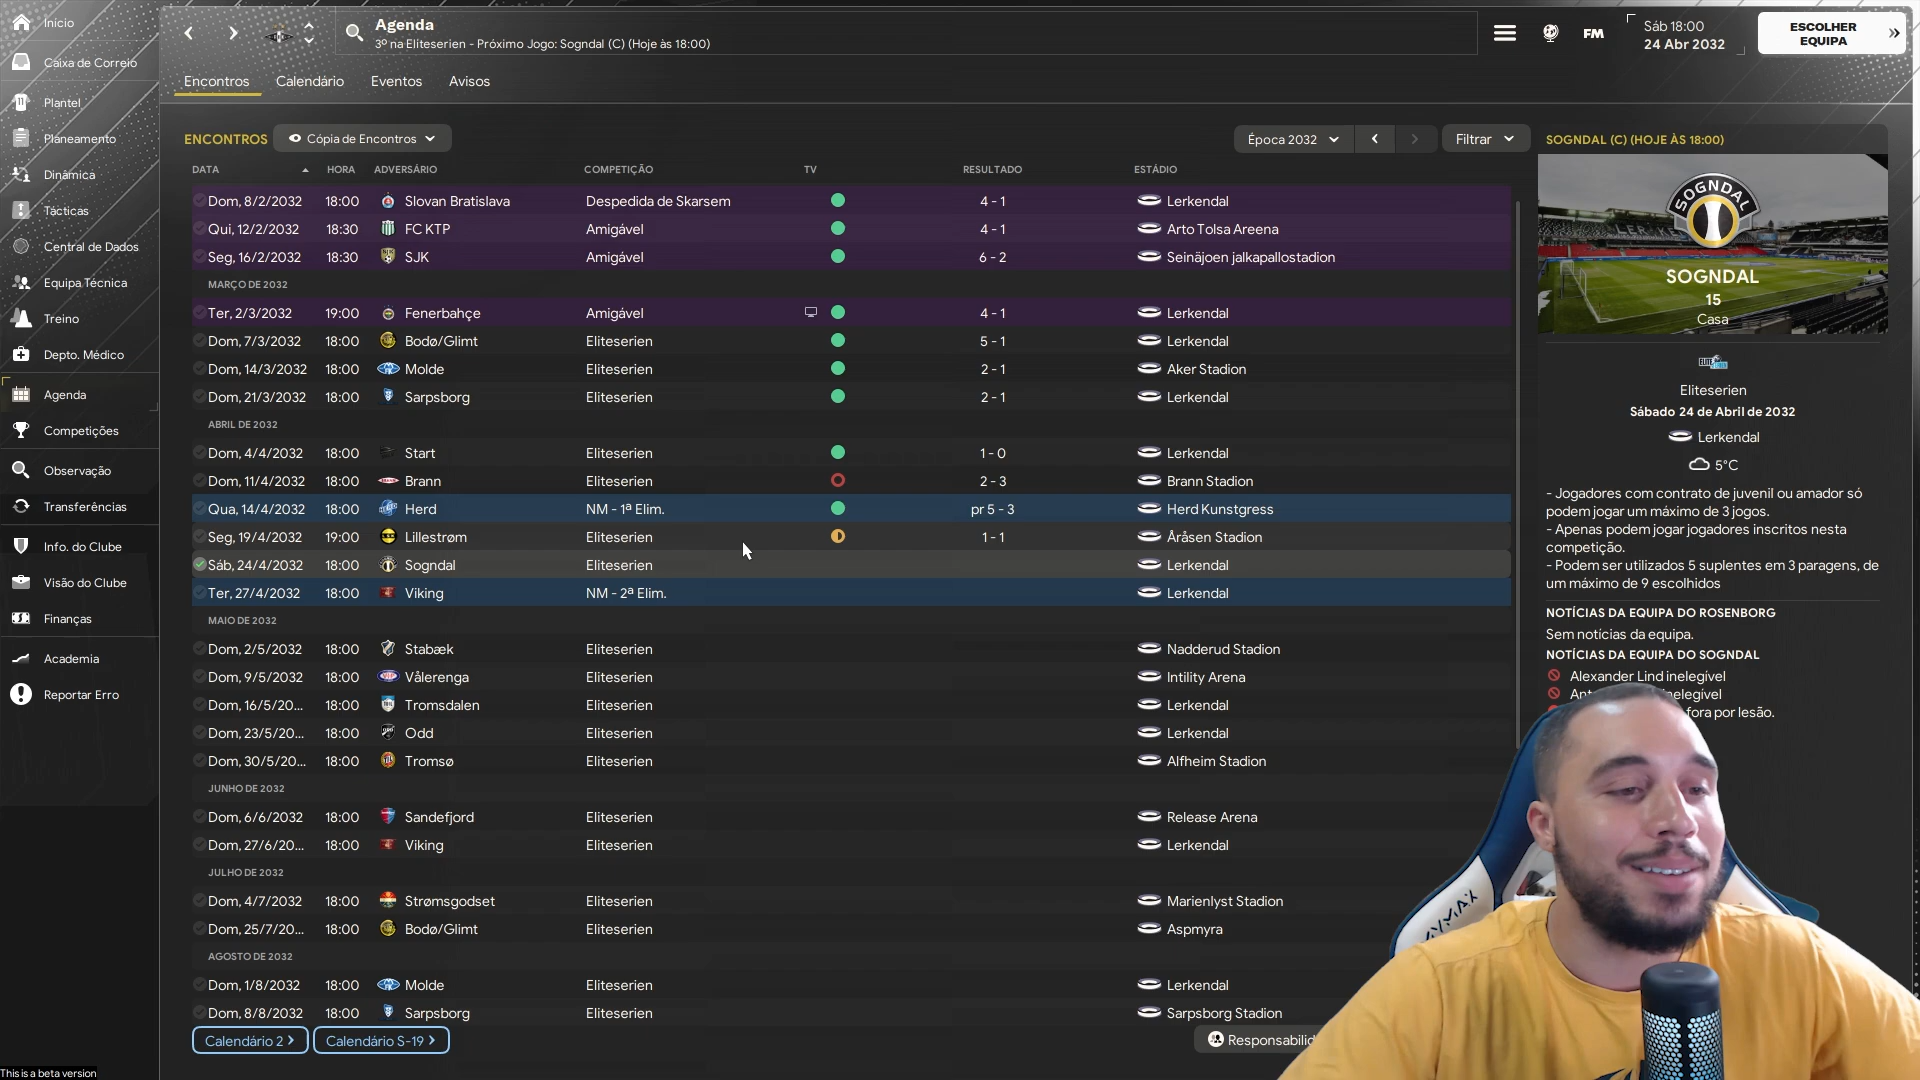 Início
Caixa de Correio
Plantel
Planeamento
Dinâmica
Tácticas
Central de Dados
Equipa Técnica
Treino
Depto. Médico
Agenda
Competições
Observação
Transferências
Info. do Clube
Visão do Clube
Finanças
Academia
Reportar Erro
This is a beta version
Agenda
3º na Eliteserien - Próximo Jogo: Sogndal (C) (Hoje às 18:00)
FM
Sáb 18:00
24 Abr 2032
ESCOLHER
EQUIPA
Encontros Calendário Eventos Avisos
ENCONTROS Cópia de Encontros
Época 2032 Filtrar
DATA HORA ADVERSÁRIO COMPETIÇÃO TV RESULTADO ESTÁDIO
Dom, 8/2/2032 18:00 Slovan Bratislava Despedida de Skarsem 4 - 1 Lerkendal
Qui, 12/2/2032 18:30 FC KTP Amigável 4 - 1 Arto Tolsa Areena
Seg, 16/2/2032 18:30 SJK Amigável 6 - 2 Seinäjoen jalkapallostadion
MARÇO DE 2032
Ter, 2/3/2032 19:00 Fenerbahçe Amigável 4 - 1 Lerkendal
Dom, 7/3/2032 18:00 Bodø/Glimt Eliteserien 5 - 1 Lerkendal
Dom, 14/3/2032 18:00 Molde Eliteserien 2 - 1 Aker Stadion
Dom, 21/3/2032 18:00 Sarpsborg Eliteserien 2 - 1 Lerkendal
ABRIL DE 2032
Dom, 4/4/2032 18:00 Start Eliteserien 1 - 0 Lerkendal
Dom, 11/4/2032 18:00 Brann Eliteserien 2 - 3 Brann Stadion
Qua, 14/4/2032 18:00 Herd NM - 1ª Elim. pr 5 - 3 Herd Kunstgress
Seg, 19/4/2032 19:00 Lillestrøm Eliteserien 1 - 1 Åråsen Stadion
Sáb, 24/4/2032 18:00 Sogndal Eliteserien Lerkendal
Ter, 27/4/2032 18:00 Viking NM - 2ª Elim. Lerkendal
MAIO DE 2032
Dom, 2/5/2032 18:00 Stabæk Eliteserien Nadderud Stadion
Dom, 9/5/2032 18:00 Vålerenga Eliteserien Intility Arena
Dom, 16/5/20... 18:00 Tromsdalen Eliteserien Lerkendal
Dom, 23/5/20... 18:00 Odd Eliteserien Lerkendal
Dom, 30/5/20... 18:00 Tromsø Eliteserien Alfheim Stadion
JUNHO DE 2032
Dom, 6/6/2032 18:00 Sandefjord Eliteserien Release Arena
Dom, 27/6/20... 18:00 Viking Eliteserien Lerkendal
JULHO DE 2032
Dom, 4/7/2032 18:00 Strømsgodset Eliteserien Marienlyst Stadion
Dom, 25/7/20... 18:00 Bodø/Glimt Eliteserien Aspmyra
AGOSTO DE 2032
Dom, 1/8/2032 18:00 Molde Eliteserien Lerkendal
Dom, 8/8/2032 18:00 Sarpsborg Eliteserien Sarpsborg Stadion
Calendário 2 Calendário S-19 Responsabilid
SOGNDAL (C) (HOJE ÀS 18:00)
SOGNDAL
SOGNDAL
15
Casa
Eliteserien
Sábado 24 de Abril de 2032
Lerkendal
5°C
- Jogadores com contrato de juvenil ou amador só
podem jogar um máximo de 3 jogos.
- Apenas podem jogar jogadores inscritos nesta
competição.
- Podem ser utilizados 5 suplentes em 3 paragens, de
um máximo de 9 escolhidos
NOTÍCIAS DA EQUIPA DO ROSENBORG
Sem notícias da equipa.
NOTÍCIAS DA EQUIPA DO SOGNDAL
Alexander Lind inelegível
inelegível
fora por lesão.